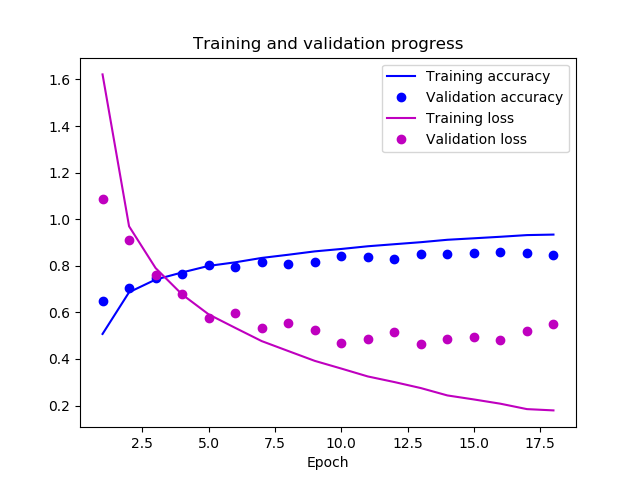 Training and validation progress
Training accuracy
Validation accuracy
Training loss
Validation loss
1.6
1.4
1.2
1.0
0.8
0.6
0.4
0.2
2.5 5.0 7.5 10.0 12.5 15.0 17.5
Epoch